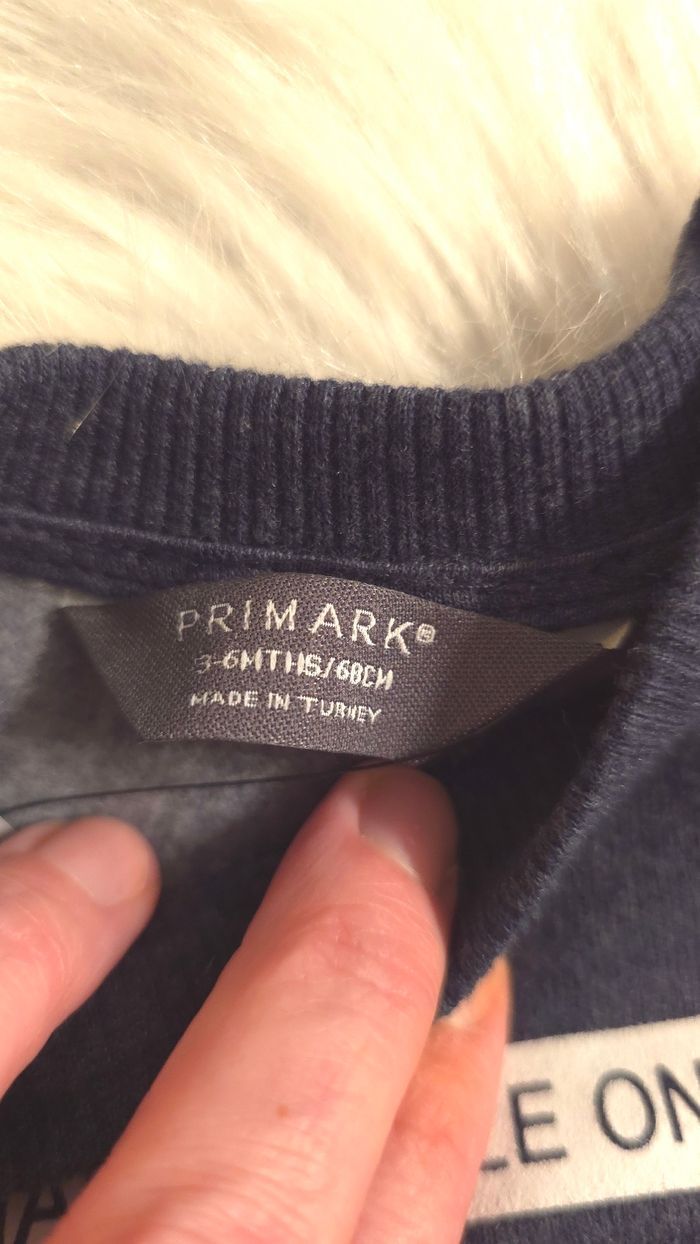 PRIMARK®
3-6MTHS/68CM
MADE IN TURKEY
LE ON